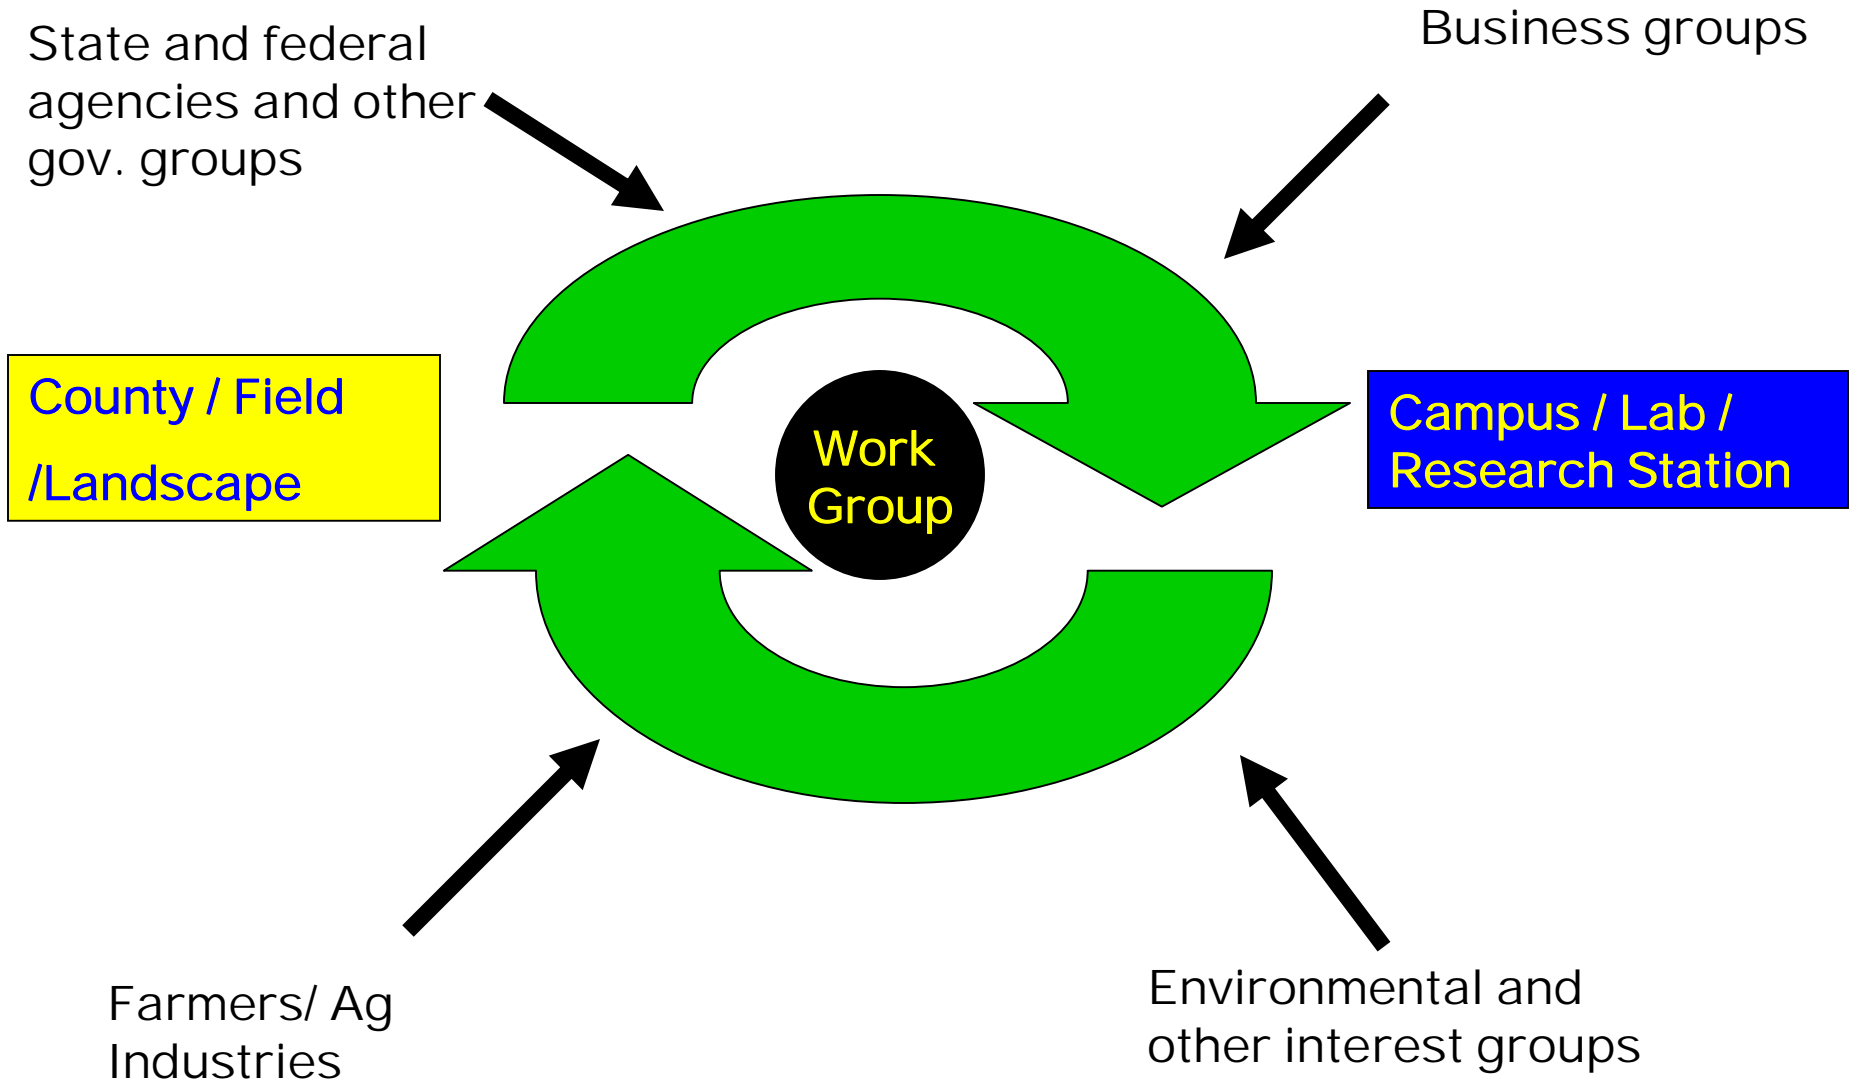 State and federal
agencies and other
gov. groups
Business groups
County / Field
/Landscape
Work
Group
Campus / Lab /
Research Station
Farmers/ Ag
Industries
Environmental and
other interest groups